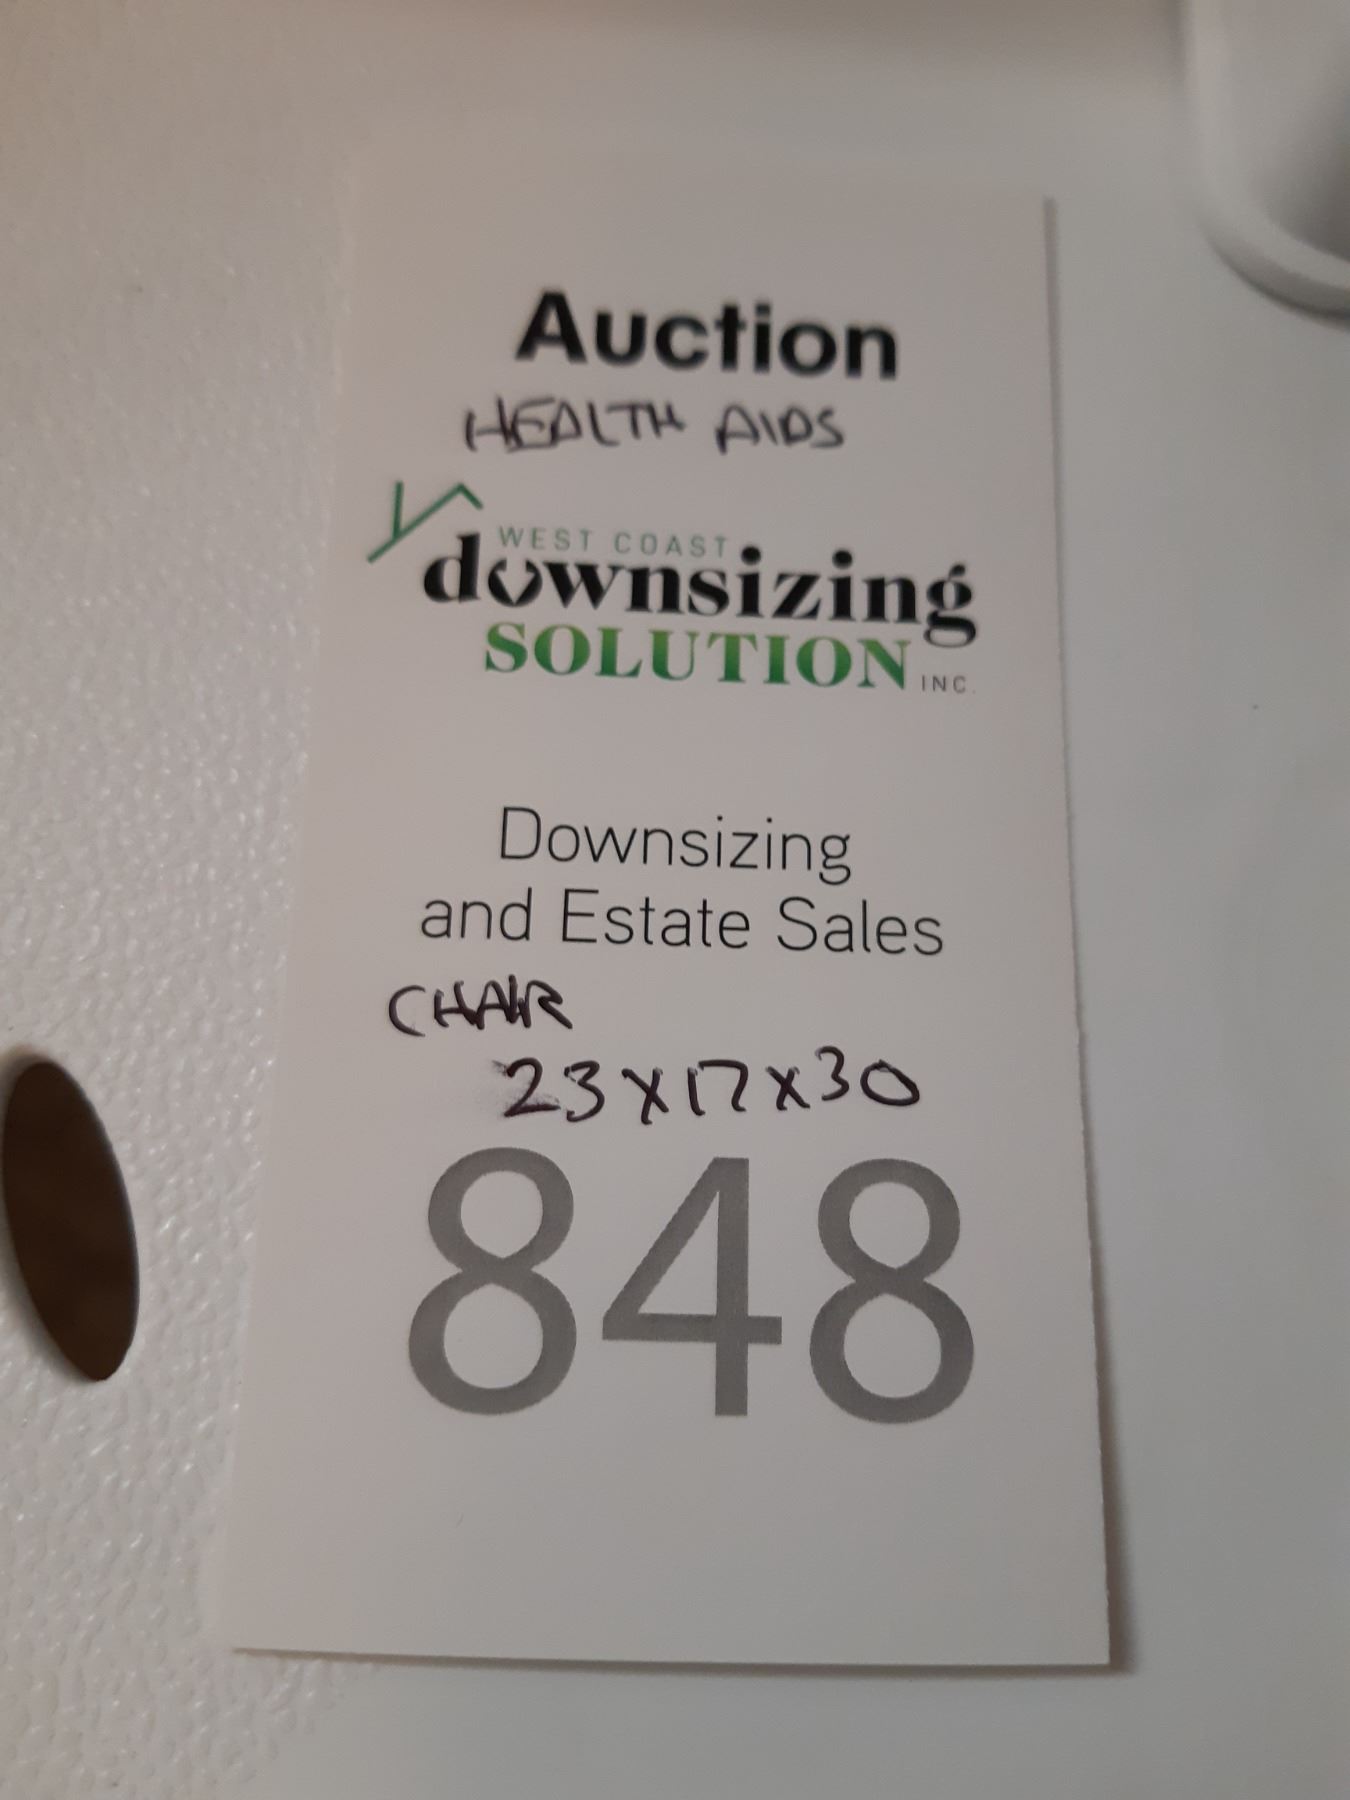 Auction
HEALTH AIDS
WEST COAST
downsizing
SOLUTION INC.
Downsizing
and Estate Sales
CHAIR
23x17x30
848